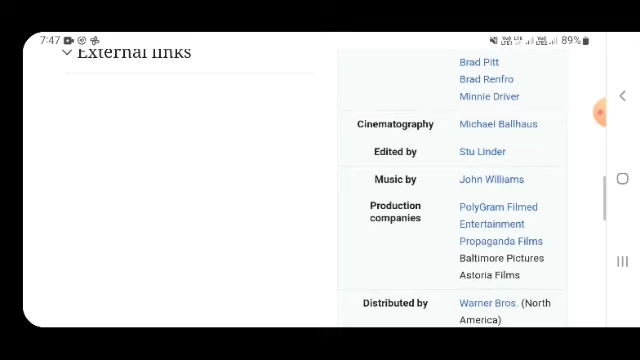 7:47
89%
External links
Brad Pitt
Brad Renfro
Minnie Driver
Cinematography Michael Ballhaus
Edited by Stu Linder
Music by John Williams
Production companies PolyGram Filmed
Entertainment
Propaganda Films
Baltimore Pictures
Astoria Films
Distributed by Warner Bros. (North
America)